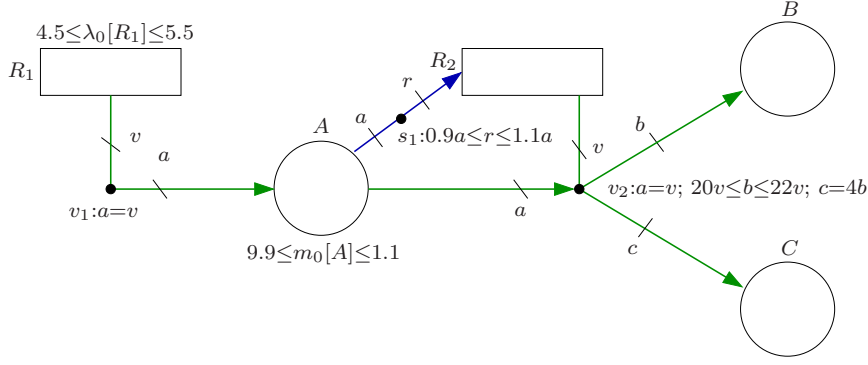 B
4.5≤λ₀[R₁]≤5.5
R₁
R₂
r
a
A
s₁:0.9a≤r≤1.1a
b
v
v
a
v₂:a=v; 20v≤b≤22v; c=4b
v₁:a=v
a
9.9≤m₀[A]≤1.1
c
C